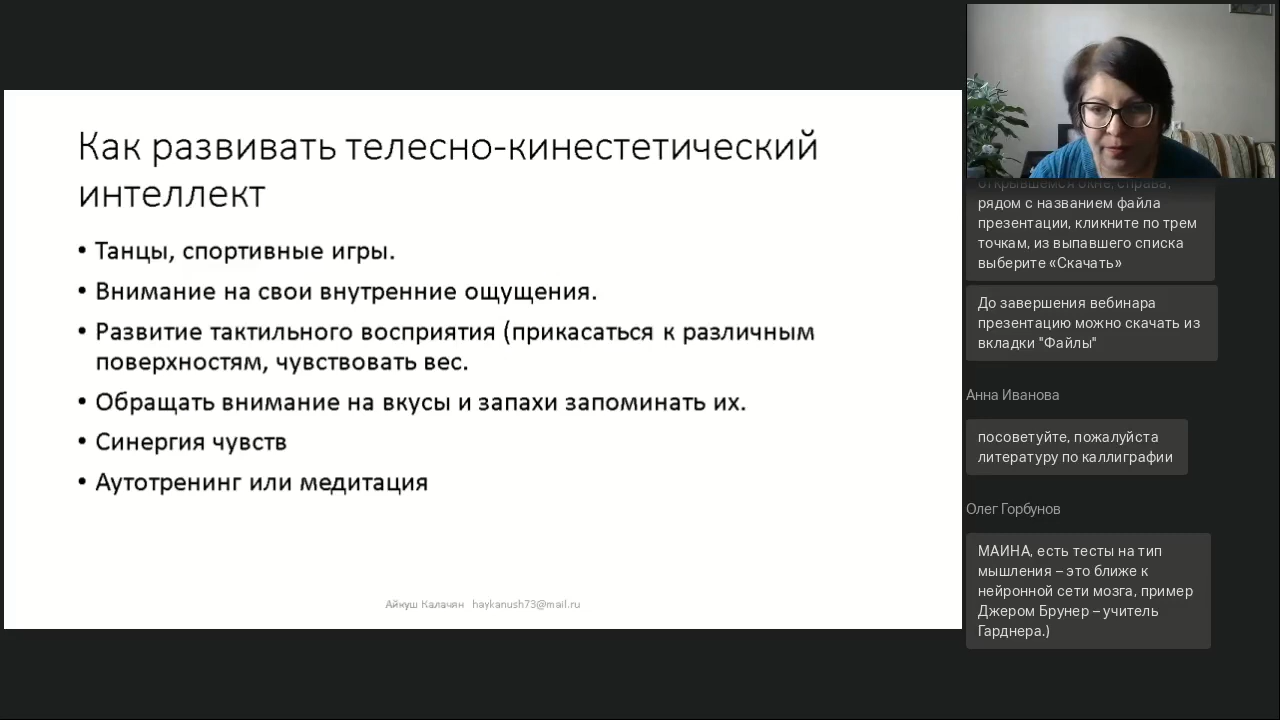 Как развивать телесно-кинестетический
интеллект
• Танцы, спортивные игры.
• Внимание на свои внутренние ощущения.
• Развитие тактильного восприятия (прикасаться к различным
поверхностям, чувствовать вес.
• Обращать внимание на вкусы и запахи запоминать их.
• Синергия чувств
• Аутотренинг или медитация
Айкуш Калачян haykanush73@mail.ru
открывшемся окне, справа,
рядом с названием файла
презентации, кликните по трем
точкам, из выпавшего списка
выберите «Скачать»
До завершения вебинара
презентацию можно скачать из
вкладки "Файлы"
Анна Иванова
посоветуйте, пожалуйста
литературу по каллиграфии
Олег Горбунов
МАИНА, есть тесты на тип
мышления – это ближе к
нейронной сети мозга, пример
Джером Брунер – учитель
Гарднера.)